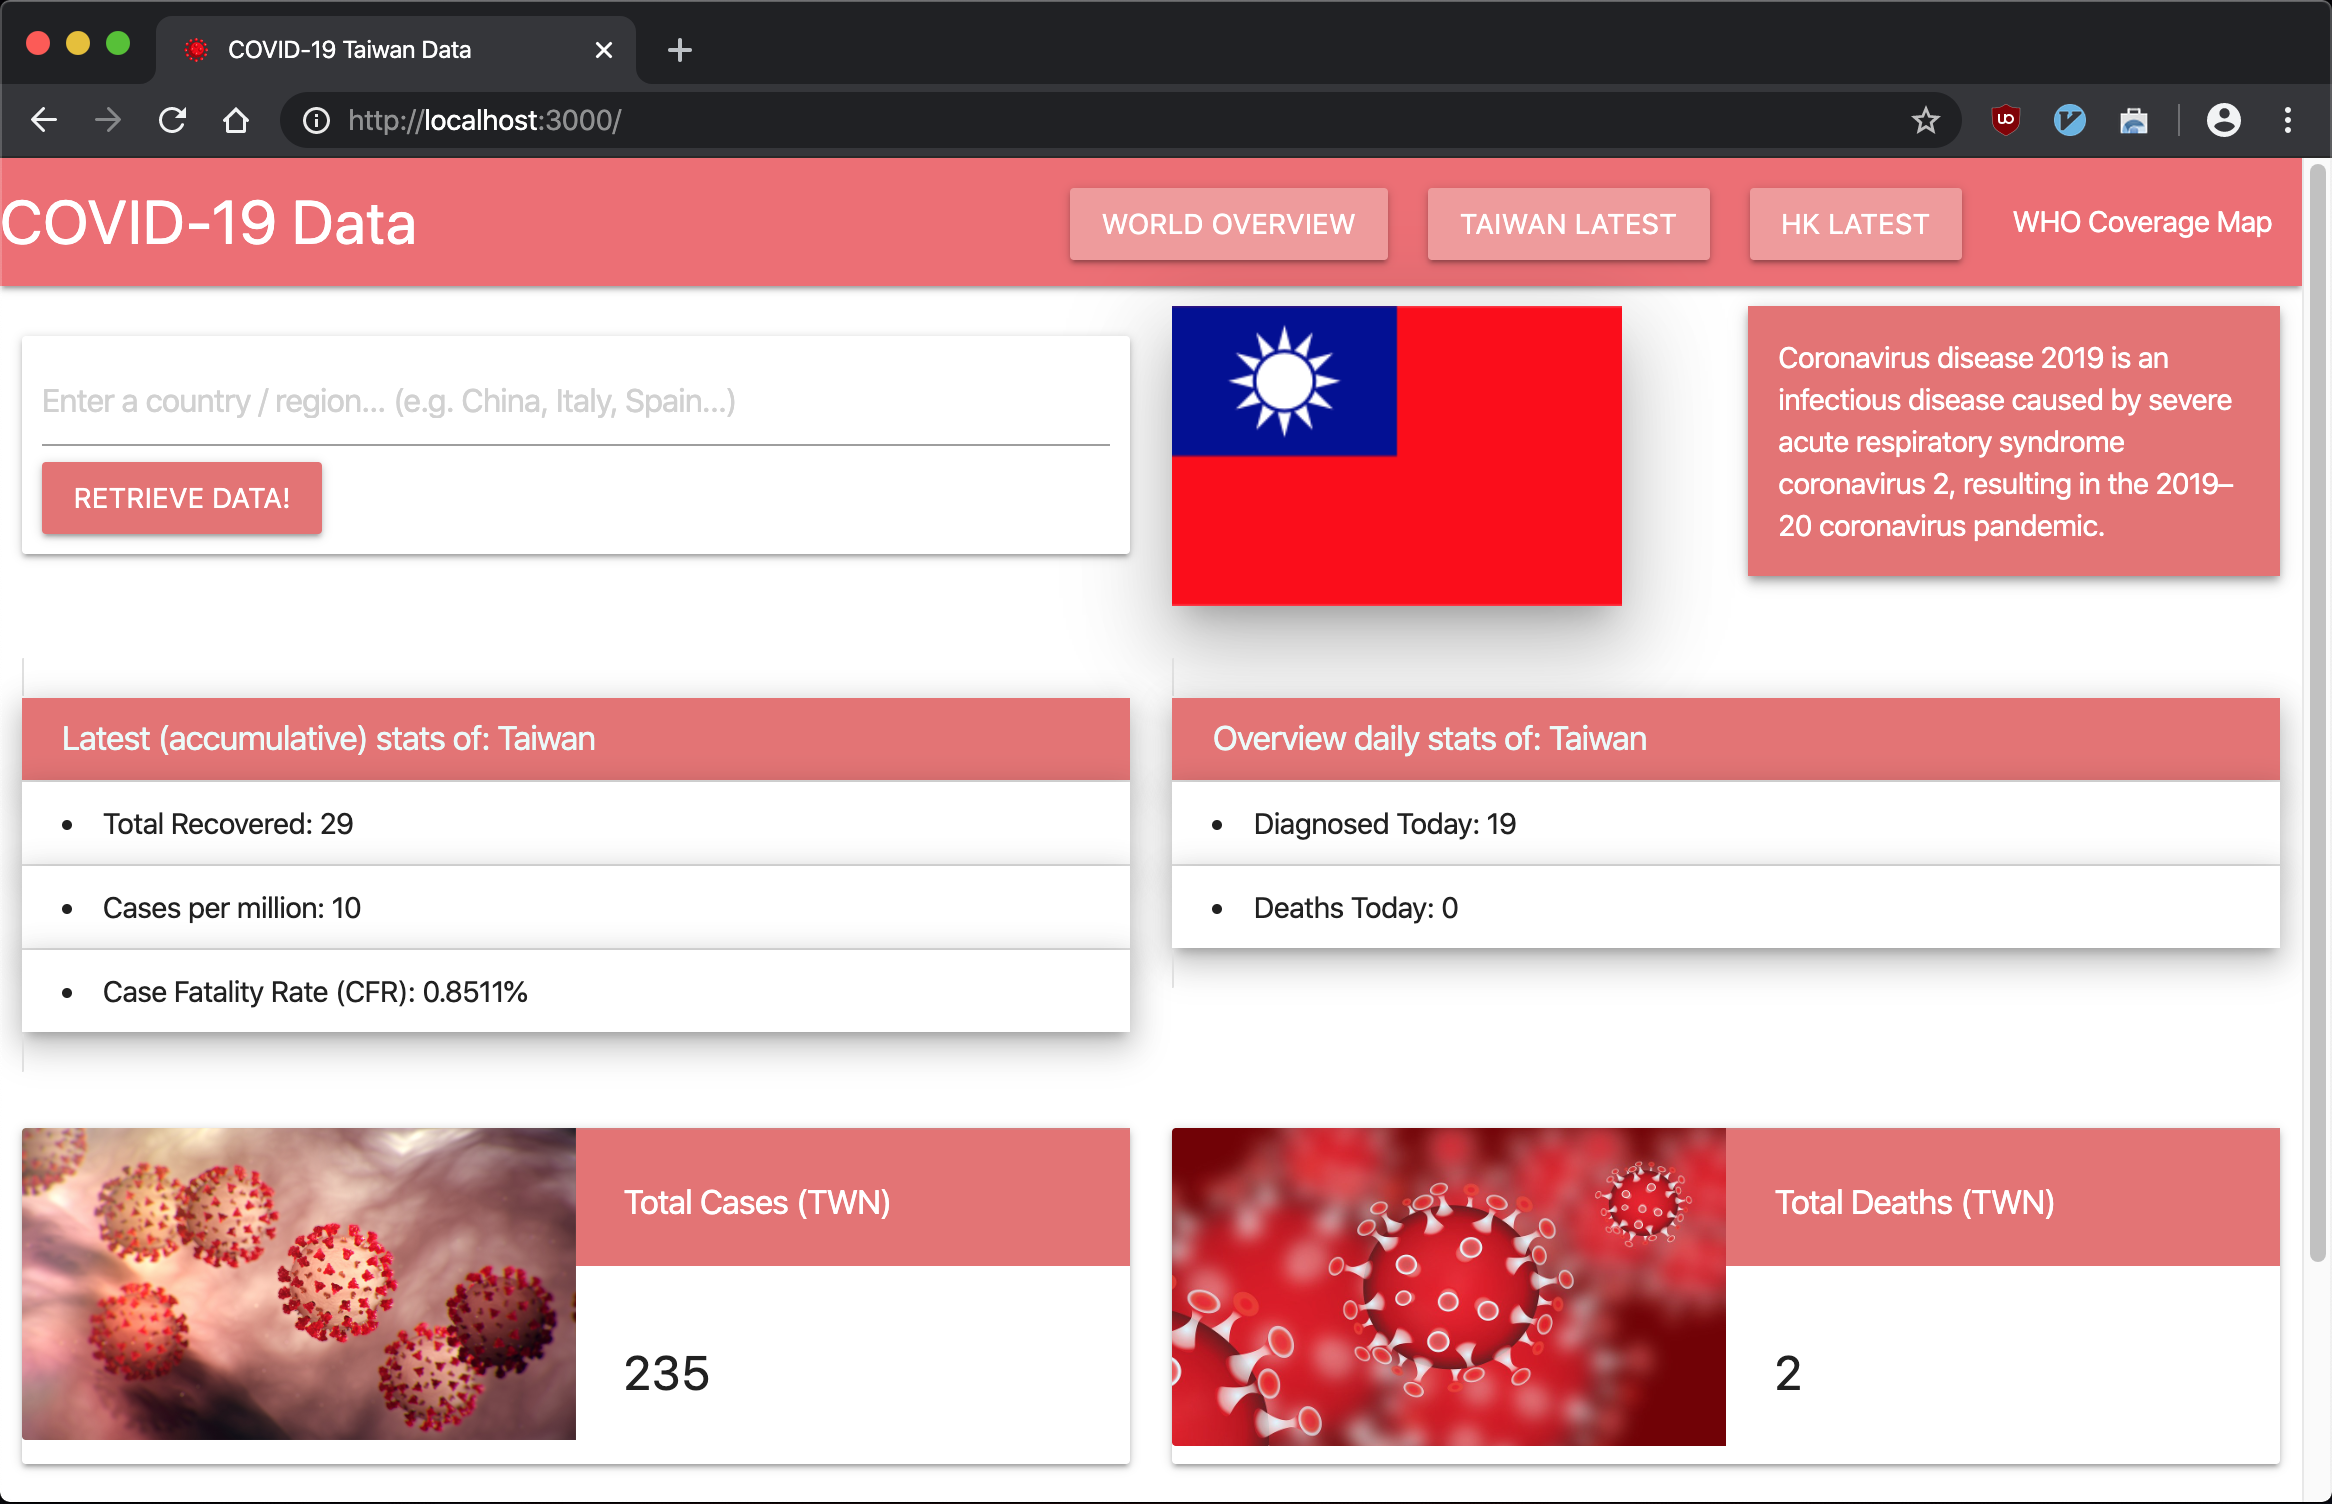 COVID-19 Taiwan Data
http://localhost:3000/
COVID-19 Data
WORLD OVERVIEW
TAIWAN LATEST
HK LATEST
WHO Coverage Map
Enter a country / region... (e.g. China, Italy, Spain...)
RETRIEVE DATA!
Coronavirus disease 2019 is an
infectious disease caused by severe
acute respiratory syndrome
coronavirus 2, resulting in the 2019–
20 coronavirus pandemic.
Latest (accumulative) stats of: Taiwan
Total Recovered: 29
Cases per million: 10
Case Fatality Rate (CFR): 0.8511%
Overview daily stats of: Taiwan
Diagnosed Today: 19
Deaths Today: 0
Total Cases (TWN)
235
Total Deaths (TWN)
2